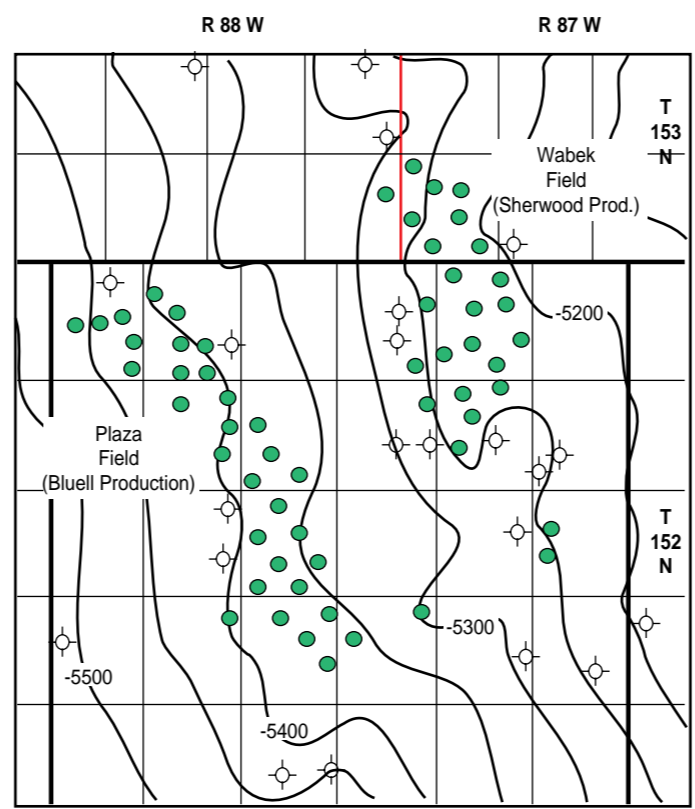 R 88 W
R 87 W
T
153
N
Wabek
Field
(Sherwood Prod.)
-5200
Plaza
Field
(Bluell Production)
T
152
N
-5300
-5500
-5400